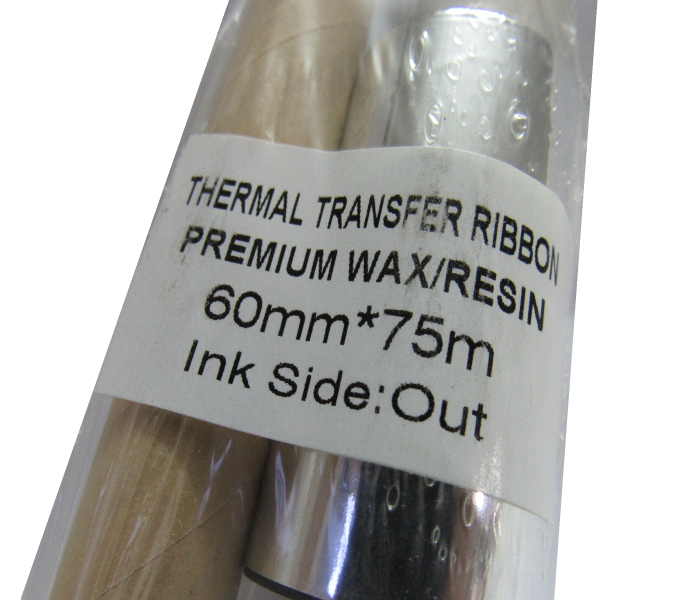 THERMAL TRANSFER RIBBON
PREMIUM WAX/RESIN
60mm*75m
Ink Side:Out